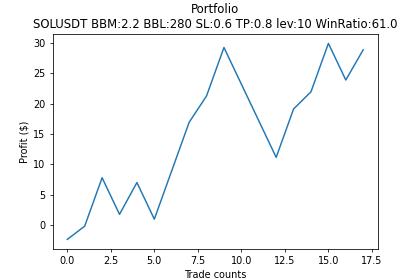 Portfolio
SOLUSDT BBM:2.2 BBL:280 SL:0.6 TP:0.8 lev:10 WinRatio:61.0
30
25
20
15
10
5
0
Profit ($)
0.0 2.5 5.0 7.5 10.0 12.5 15.0 17.5
Trade counts